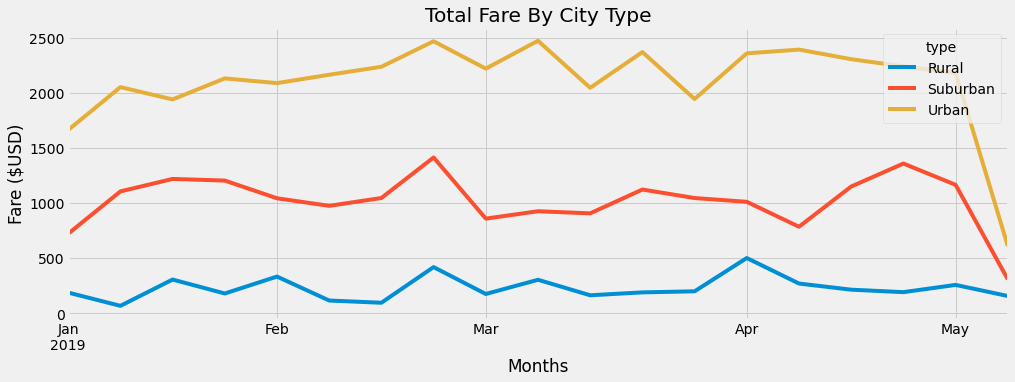 Total Fare By City Type
2500
2000
1500
1000
500
0
Fare ($USD)
type
Rural
Suburban
Urban
Jan
2019
Feb
Mar
Apr
May
Months